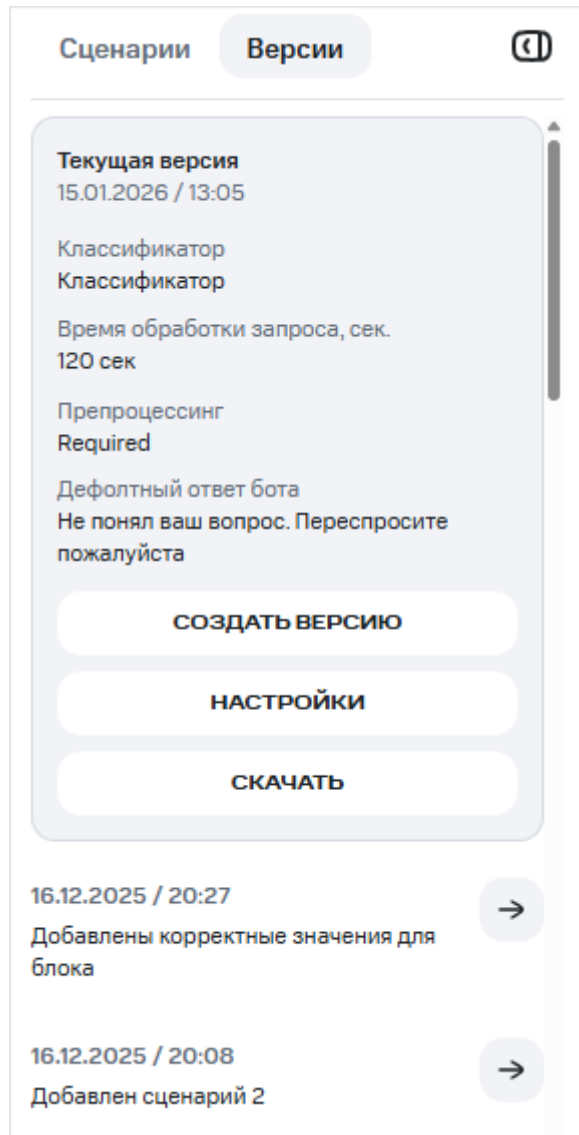 Сценарии Версии
Текущая версия
15.01.2026 / 13:05
Классификатор
Классификатор
Время обработки запроса, сек.
120 сек
Препроцессинг
Required
Дефолтный ответ бота
Не понял ваш вопрос. Переспросите
пожалуйста
СОЗДАТЬ ВЕРСИЮ
НАСТРОЙКИ
СКАЧАТЬ
16.12.2025 / 20:27
Добавлены корректные значения для
блока
16.12.2025 / 20:08
Добавлен сценарий 2